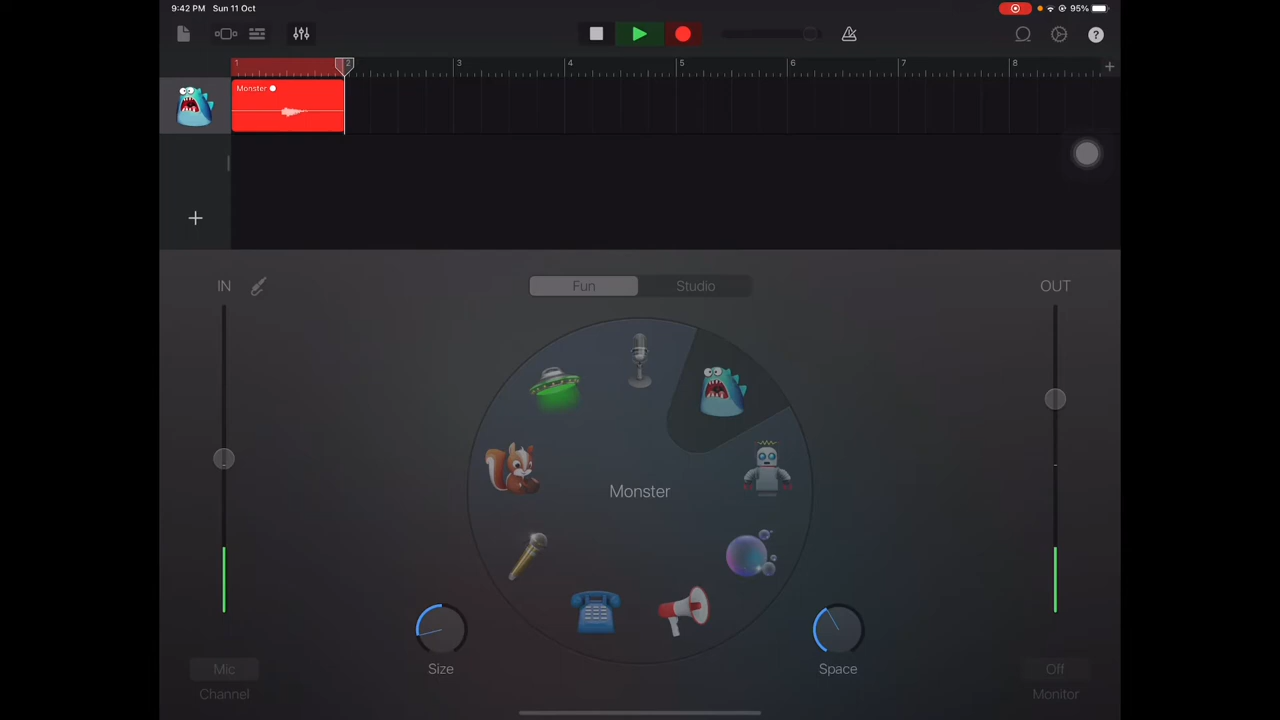 9:42 PM Sun 11 Oct 95%
?
1 2 3 4 5 6 7 8 +
Monster
+
IN Fun Studio OUT
Monster
Size Space
Mic Off
Channel Monitor